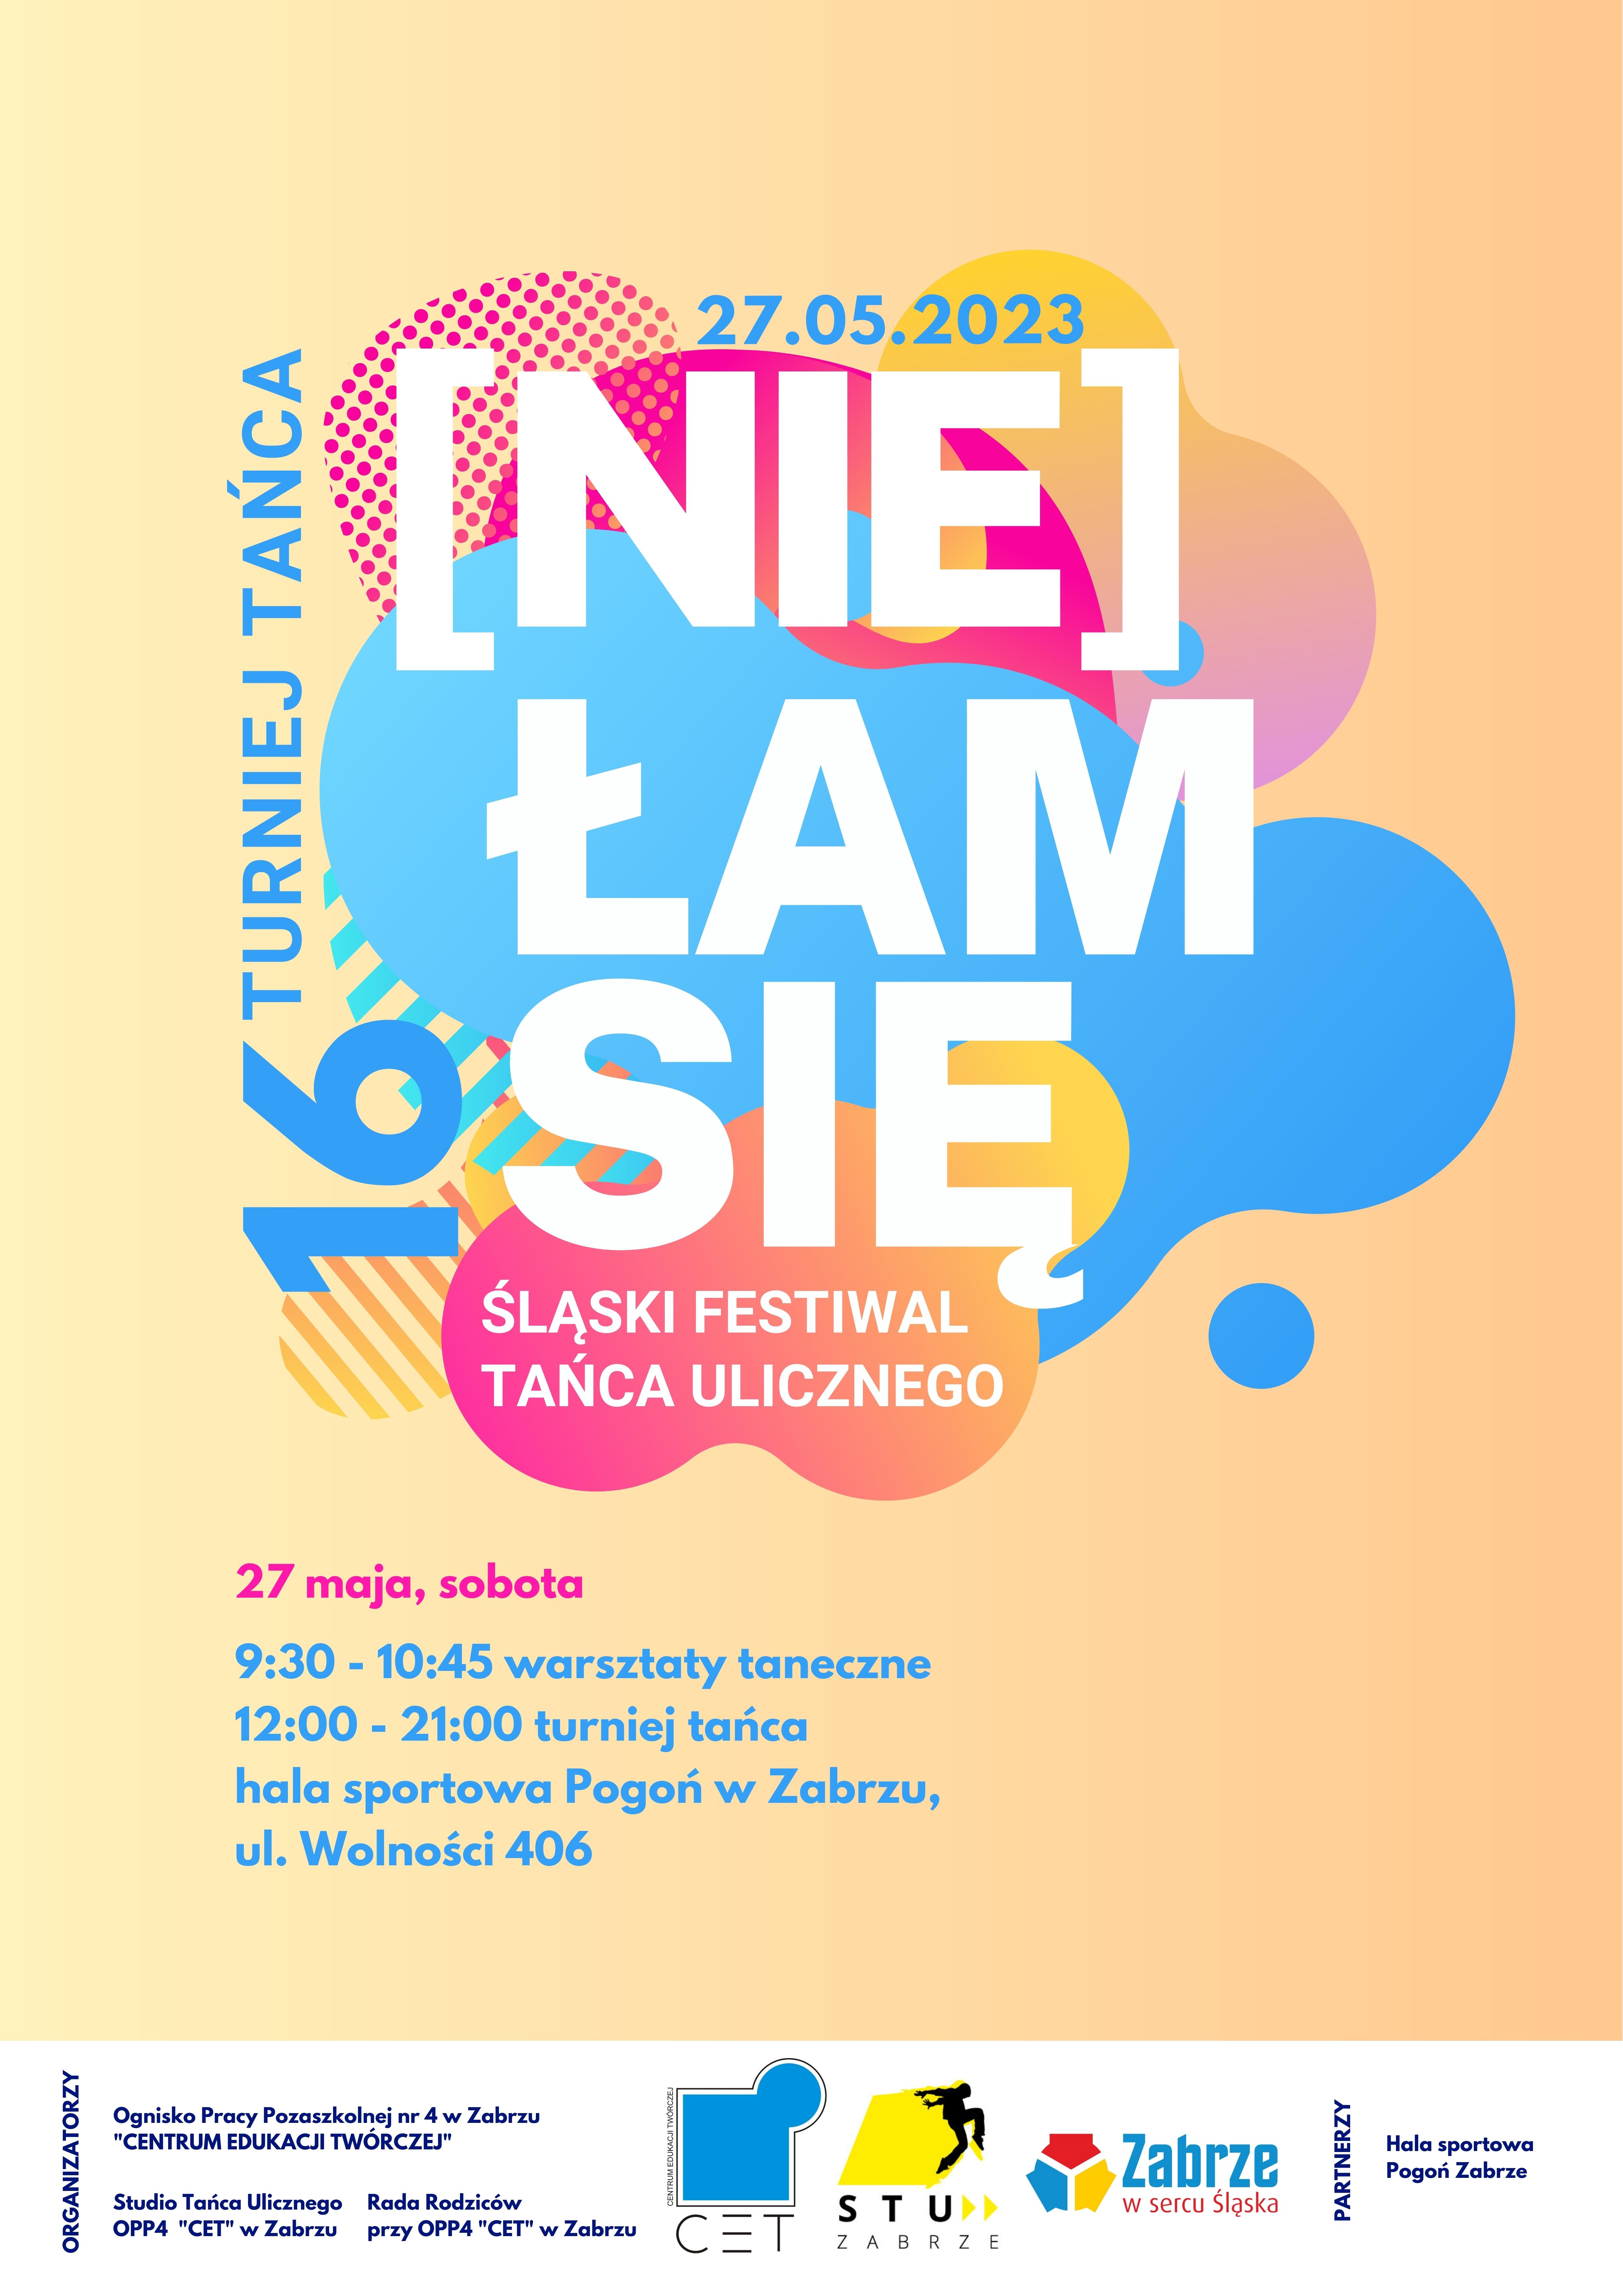 27.05.2023
16 TURNIEJ TAŃCA
[NIE]
ŁAM
SIĘ
ŚLĄSKI FESTIWAL
TAŃCA ULICZNEGO
27 maja, sobota
9:30 - 10:45 warsztaty taneczne
12:00 - 21:00 turniej tańca
hala sportowa Pogoń w Zabrzu,
ul. Wolności 406
ORGANIZATORZY
Ognisko Pracy Pozaszkolnej nr 4 w Zabrzu
"CENTRUM EDUKACJI TWÓRCZEJ"
Studio Tańca Ulicznego
OPP4 "CET" w Zabrzu
Rada Rodziców
przy OPP4 "CET" w Zabrzu
CENTRUM EDUKACJI TWÓRCZEJ
CET
STU
ZABRZE
Zabrze
w sercu Śląska
PARTNERZY
Hala sportowa
Pogoń Zabrze